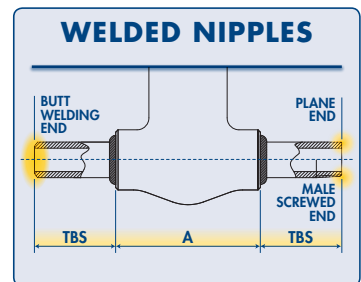 WELDED NIPPLES
BUTT
WELDING
END
PLANE
END
MALE
SCREWED
END
TBS
A
TBS